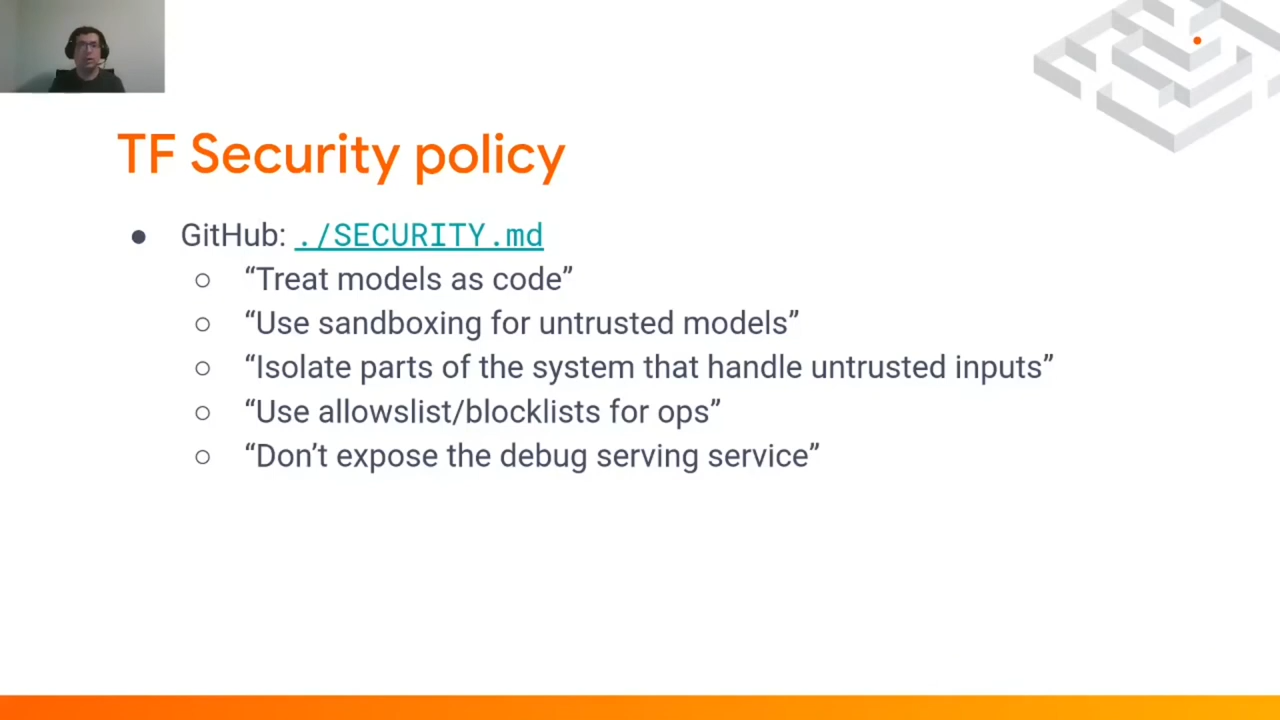 TF Security policy
● GitHub: ./SECURITY.md
○ “Treat models as code”
○ “Use sandboxing for untrusted models”
○ “Isolate parts of the system that handle untrusted inputs”
○ “Use allowslist/blocklists for ops”
○ “Don’t expose the debug serving service”